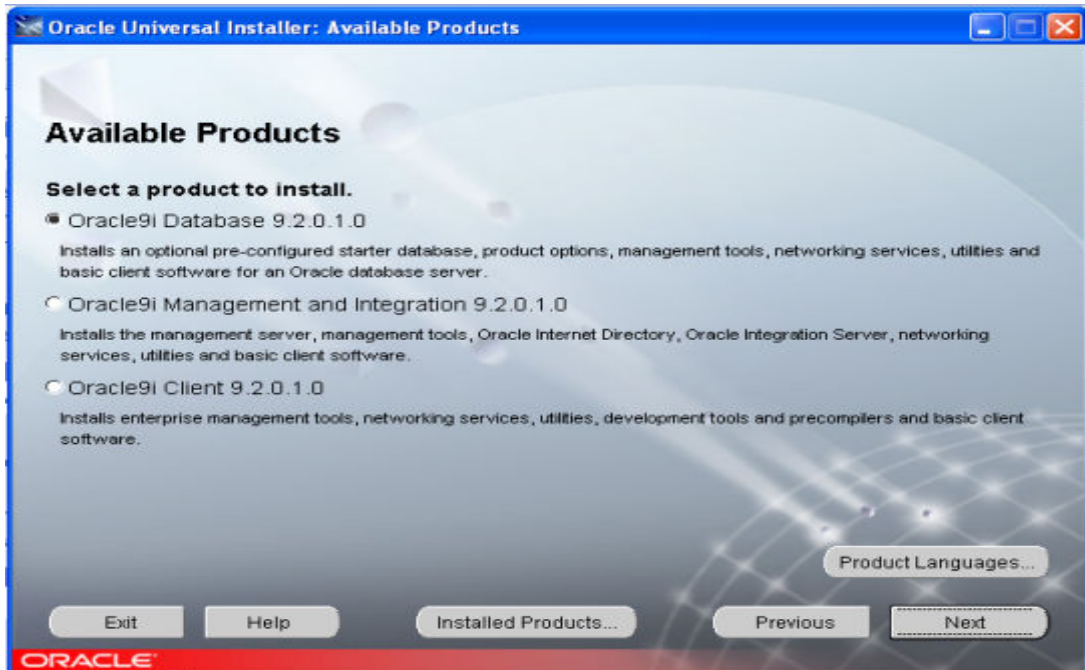 Oracle Universal Installer: Available Products
Available Products
Select a product to install.
Oracle9i Database 9.2.0.1.0
Installs an optional pre-configured starter database, product options, management tools, networking services, utilities and
basic client software for an Oracle database server.
Oracle9i Management and Integration 9.2.0.1.0
Installs the management server, management tools, Oracle Internet Directory, Oracle Integration Server, networking
services, utilities and basic client software.
Oracle9i Client 9.2.0.1.0
Installs enterprise management tools, networking services, utilities, development tools and precompilers and basic client
software.
Product Languages...
Exit Help Installed Products... Previous Next
ORACLE